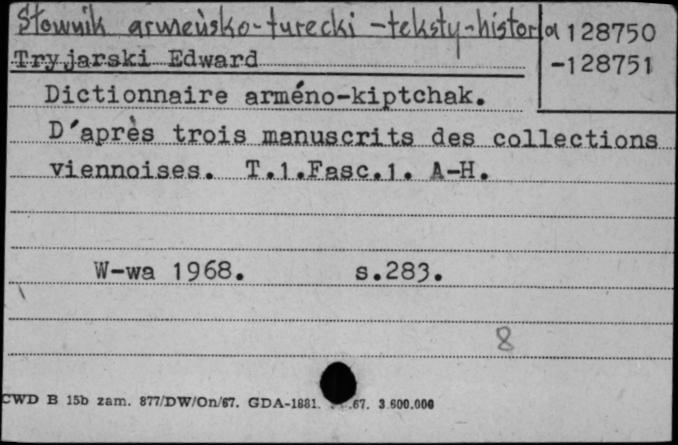 Słownik armeńsko-turecki -teksty-histor
128750
Tryjarski Edward
-128751
Dictionnaire arméno-kiptchak.
D'après trois manuscrits des collections
viennoises. T.1.Fasc.1. A-H.
W-wa 1968. s.283.
8
CWD B 15b zam. 877/DW/On/67. GDA-1881. .67. 3.600.000